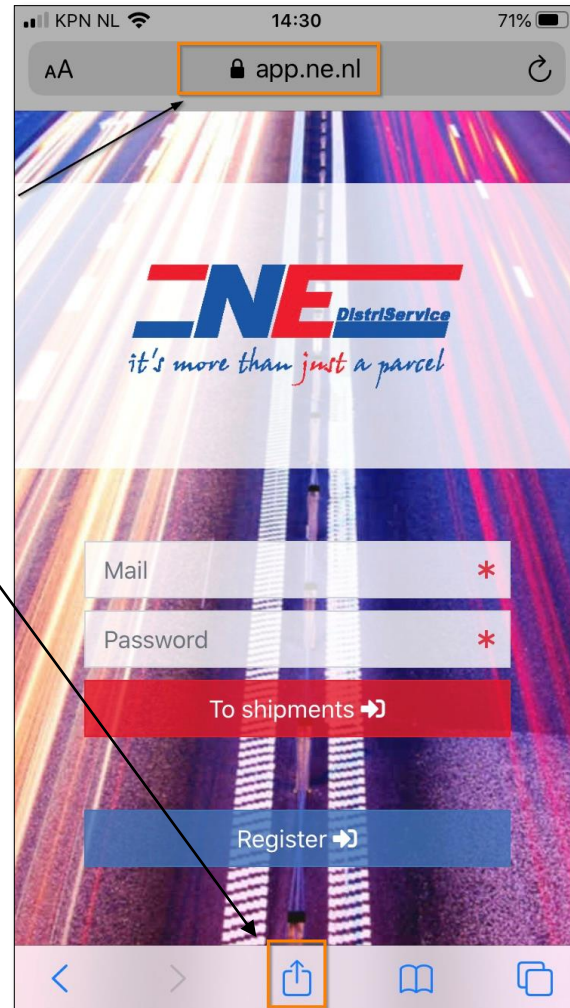 KPN NL 14:30 71%
AA app.ne.nl
NE DistriService
it's more than just a parcel
Mail *
Password *
To shipments
Register